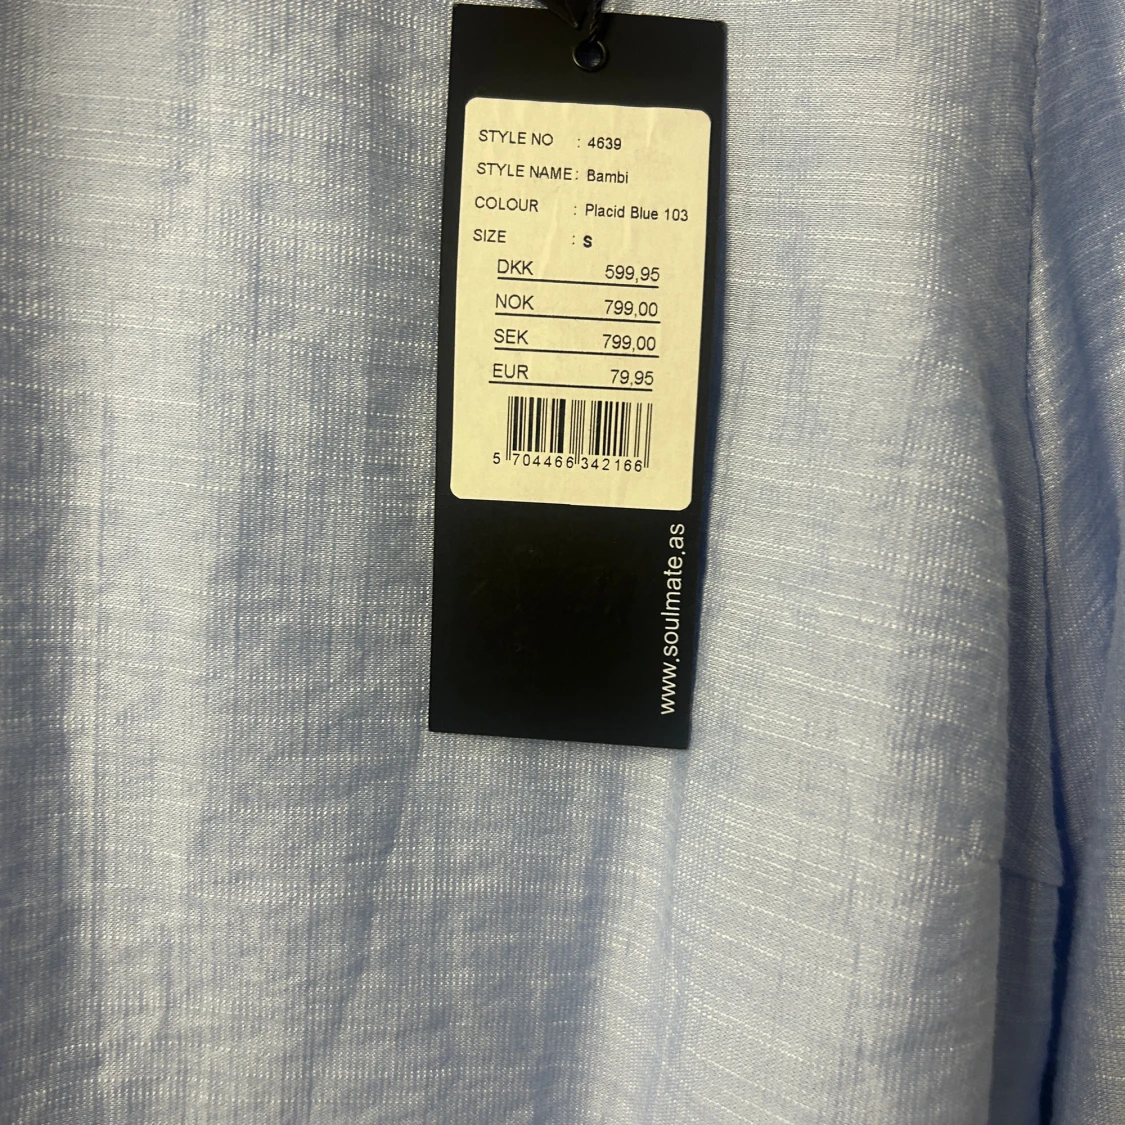 STYLE NO : 4639
STYLE NAME : Bambi
COLOUR : Placid Blue 103
SIZE : S
DKK 599,95
NOK 799,00
SEK 799,00
EUR 79,95
5 704466 342166
www.soulmate.as